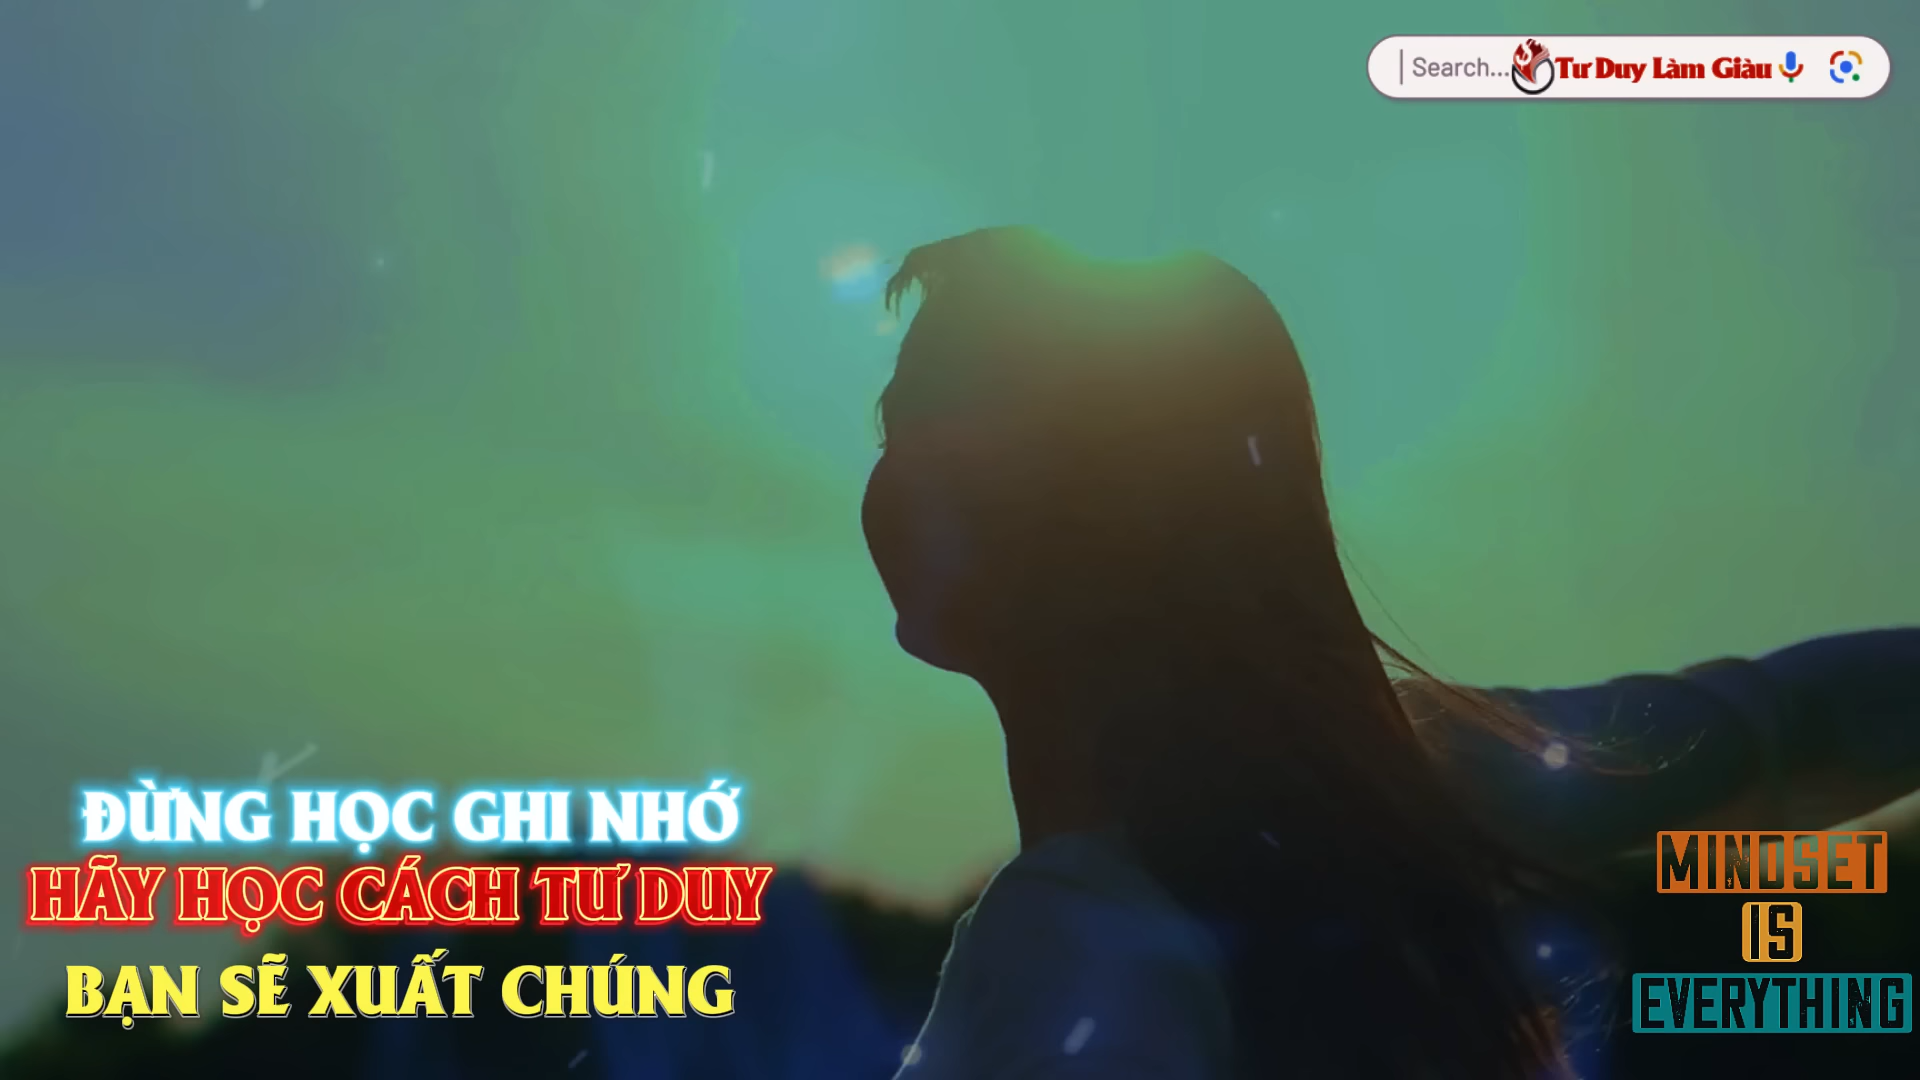 Search... Tư Duy Làm Giàu
ĐỪNG HỌC GHI NHỚ
HÃY HỌC CÁCH TƯ DUY
BẠN SẼ XUẤT CHÚNG
MINDSET
IS
EVERYTHING